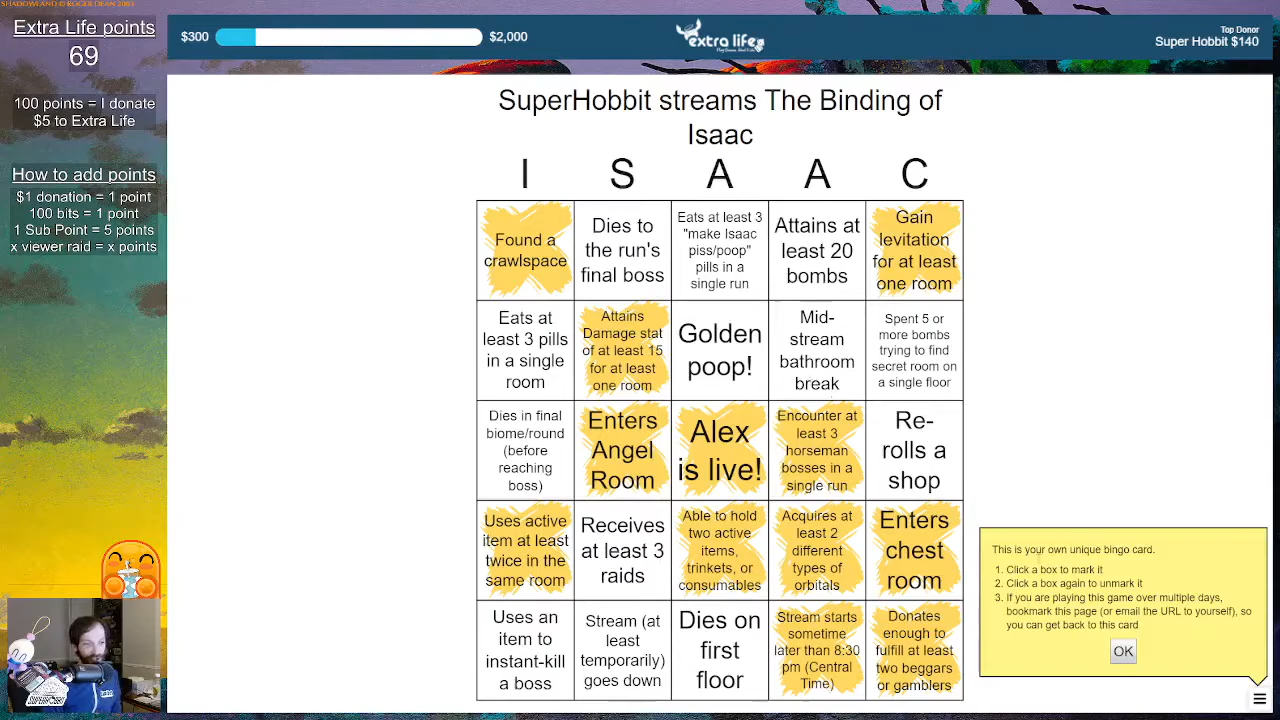 SHADOWLAND © ROGER DEAN 2003
Extra Life points
69
100 points = I donate
$5 to Extra Life
How to add points
$1 donation = 1 point
100 bits = 1 point
1 Sub Point = 5 points
x viewer raid = x points
$300
$2,000
extra life
Play Games. Heal Kids.
Top Donor
Super Hobbit $140
SuperHobbit streams The Binding of
Isaac
I S A A C
Found a
crawlspace
Dies to
the run's
final boss
Eats at least 3
"make Isaac
piss/poop"
pills in a
single run
Attains at
least 20
bombs
Gain
levitation
for at least
one room
Eats at
least 3 pills
in a single
room
Attains
Damage stat
of at least 15
for at least
one room
Golden
poop!
Mid-
stream
bathroom
break
Spent 5 or
more bombs
trying to find
secret room on
a single floor
Dies in final
biome/round
(before
reaching
boss)
Enters
Angel
Room
Alex
is live!
Encounter at
least 3
horseman
bosses in a
single run
Re-
rolls a
shop
Uses active
item at least
twice in the
same room
Receives
at least 3
raids
Able to hold
two active
items,
trinkets, or
consumables
Acquires at
least 2
different
types of
orbitals
Enters
chest
room
Uses an
item to
instant-kill
a boss
Stream (at
least
temporarily)
goes down
Dies on
first
floor
Stream starts
sometime
later than 8:30
pm (Central
Time)
Donates
enough to
fulfill at least
two beggars
or gamblers
This is your own unique bingo card.
1. Click a box to mark it
2. Click a box again to unmark it
3. If you are playing this game over multiple days,
bookmark this page (or email the URL to yourself), so
you can get back to this card
OK